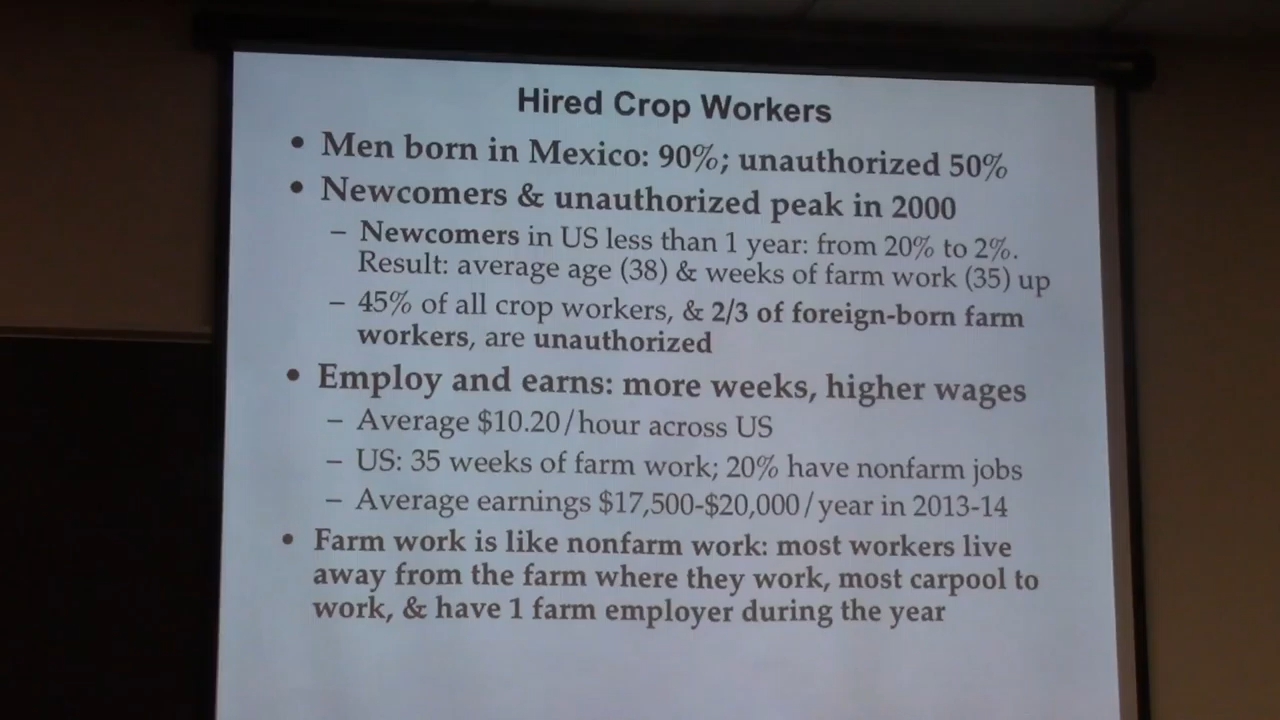 Hired Crop Workers
• Men born in Mexico: 90%; unauthorized 50%
• Newcomers & unauthorized peak in 2000
– Newcomers in US less than 1 year: from 20% to 2%.
Result: average age (38) & weeks of farm work (35) up
– 45% of all crop workers, & 2/3 of foreign-born farm
workers, are unauthorized
• Employ and earns: more weeks, higher wages
– Average $10.20/hour across US
– US: 35 weeks of farm work; 20% have nonfarm jobs
– Average earnings $17,500-$20,000/year in 2013-14
• Farm work is like nonfarm work: most workers live
away from the farm where they work, most carpool to
work, & have 1 farm employer during the year